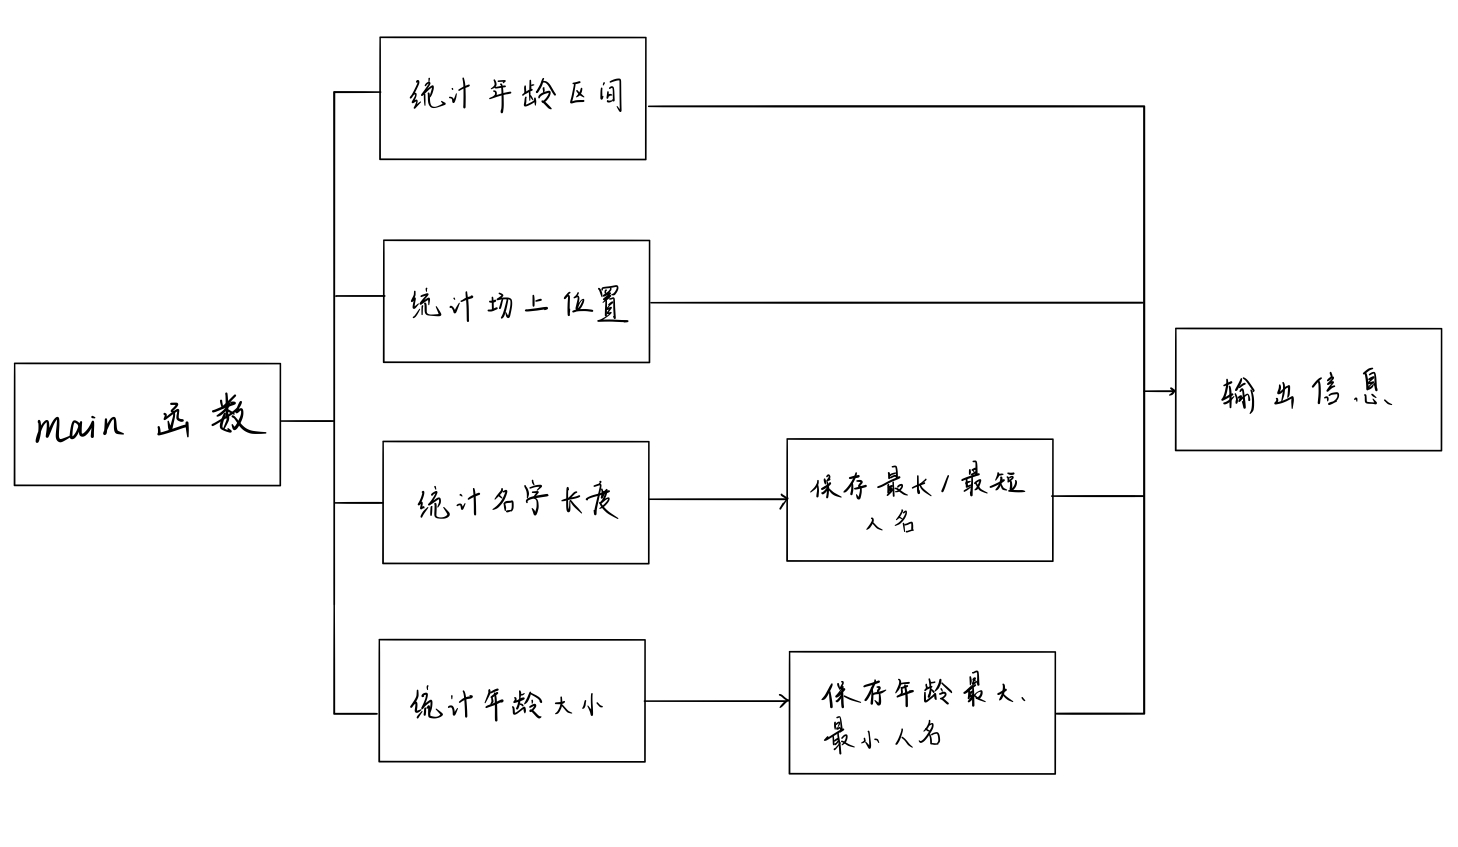 统计年龄区间
统计场上位置
main 函数
输出信息
统计名字长度
保存最长/最短
人名
统计年龄大小
保存年龄最大、
最小人名